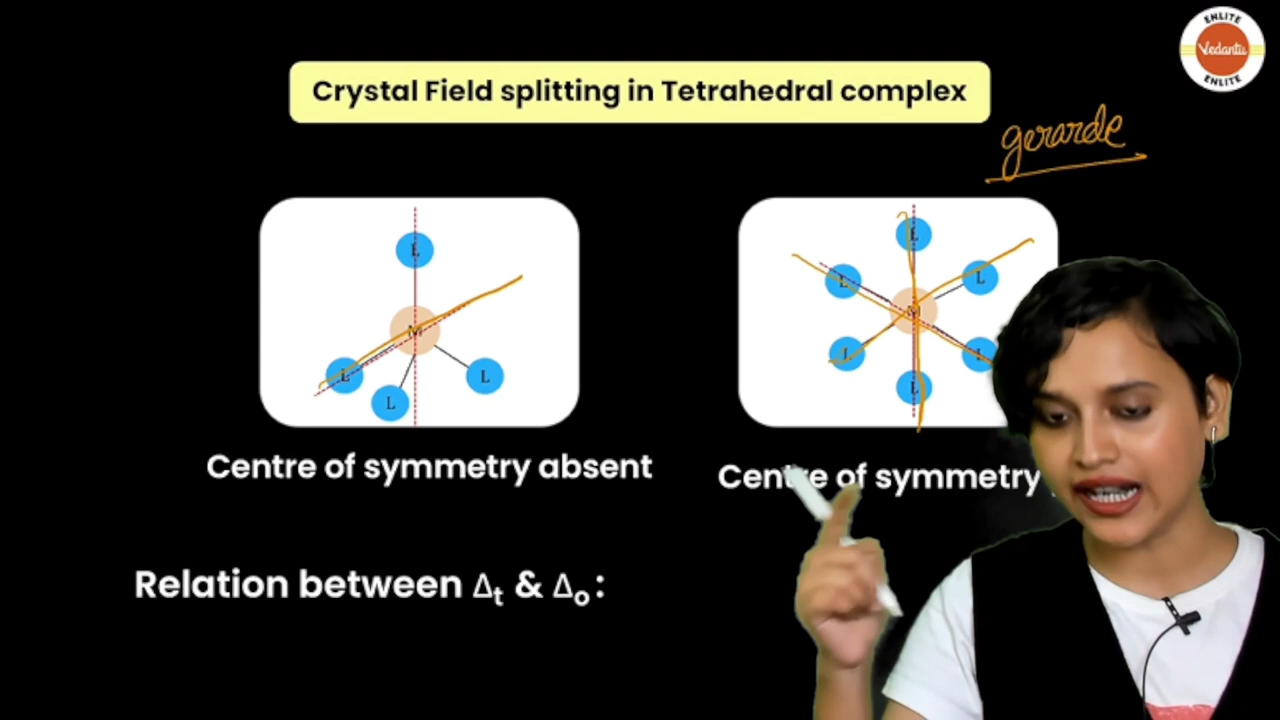 ENLITE
Vedantu
ENLITE
Crystal Field splitting in Tetrahedral complex
gerarde
L
M
L
L
L
L
L
L
M
L
L
L
Centre of symmetry absent
Centre of symmetry
Relation between Δt & Δo: